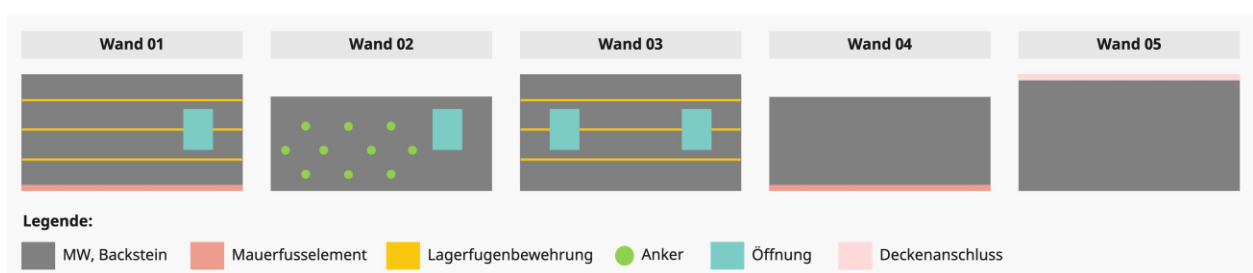 Wand 01 Wand 02 Wand 03 Wand 04 Wand 05
Legende:
MW, Backstein Mauerfusselement Lagerfugenbewehrung Anker Öffnung Deckenanschluss